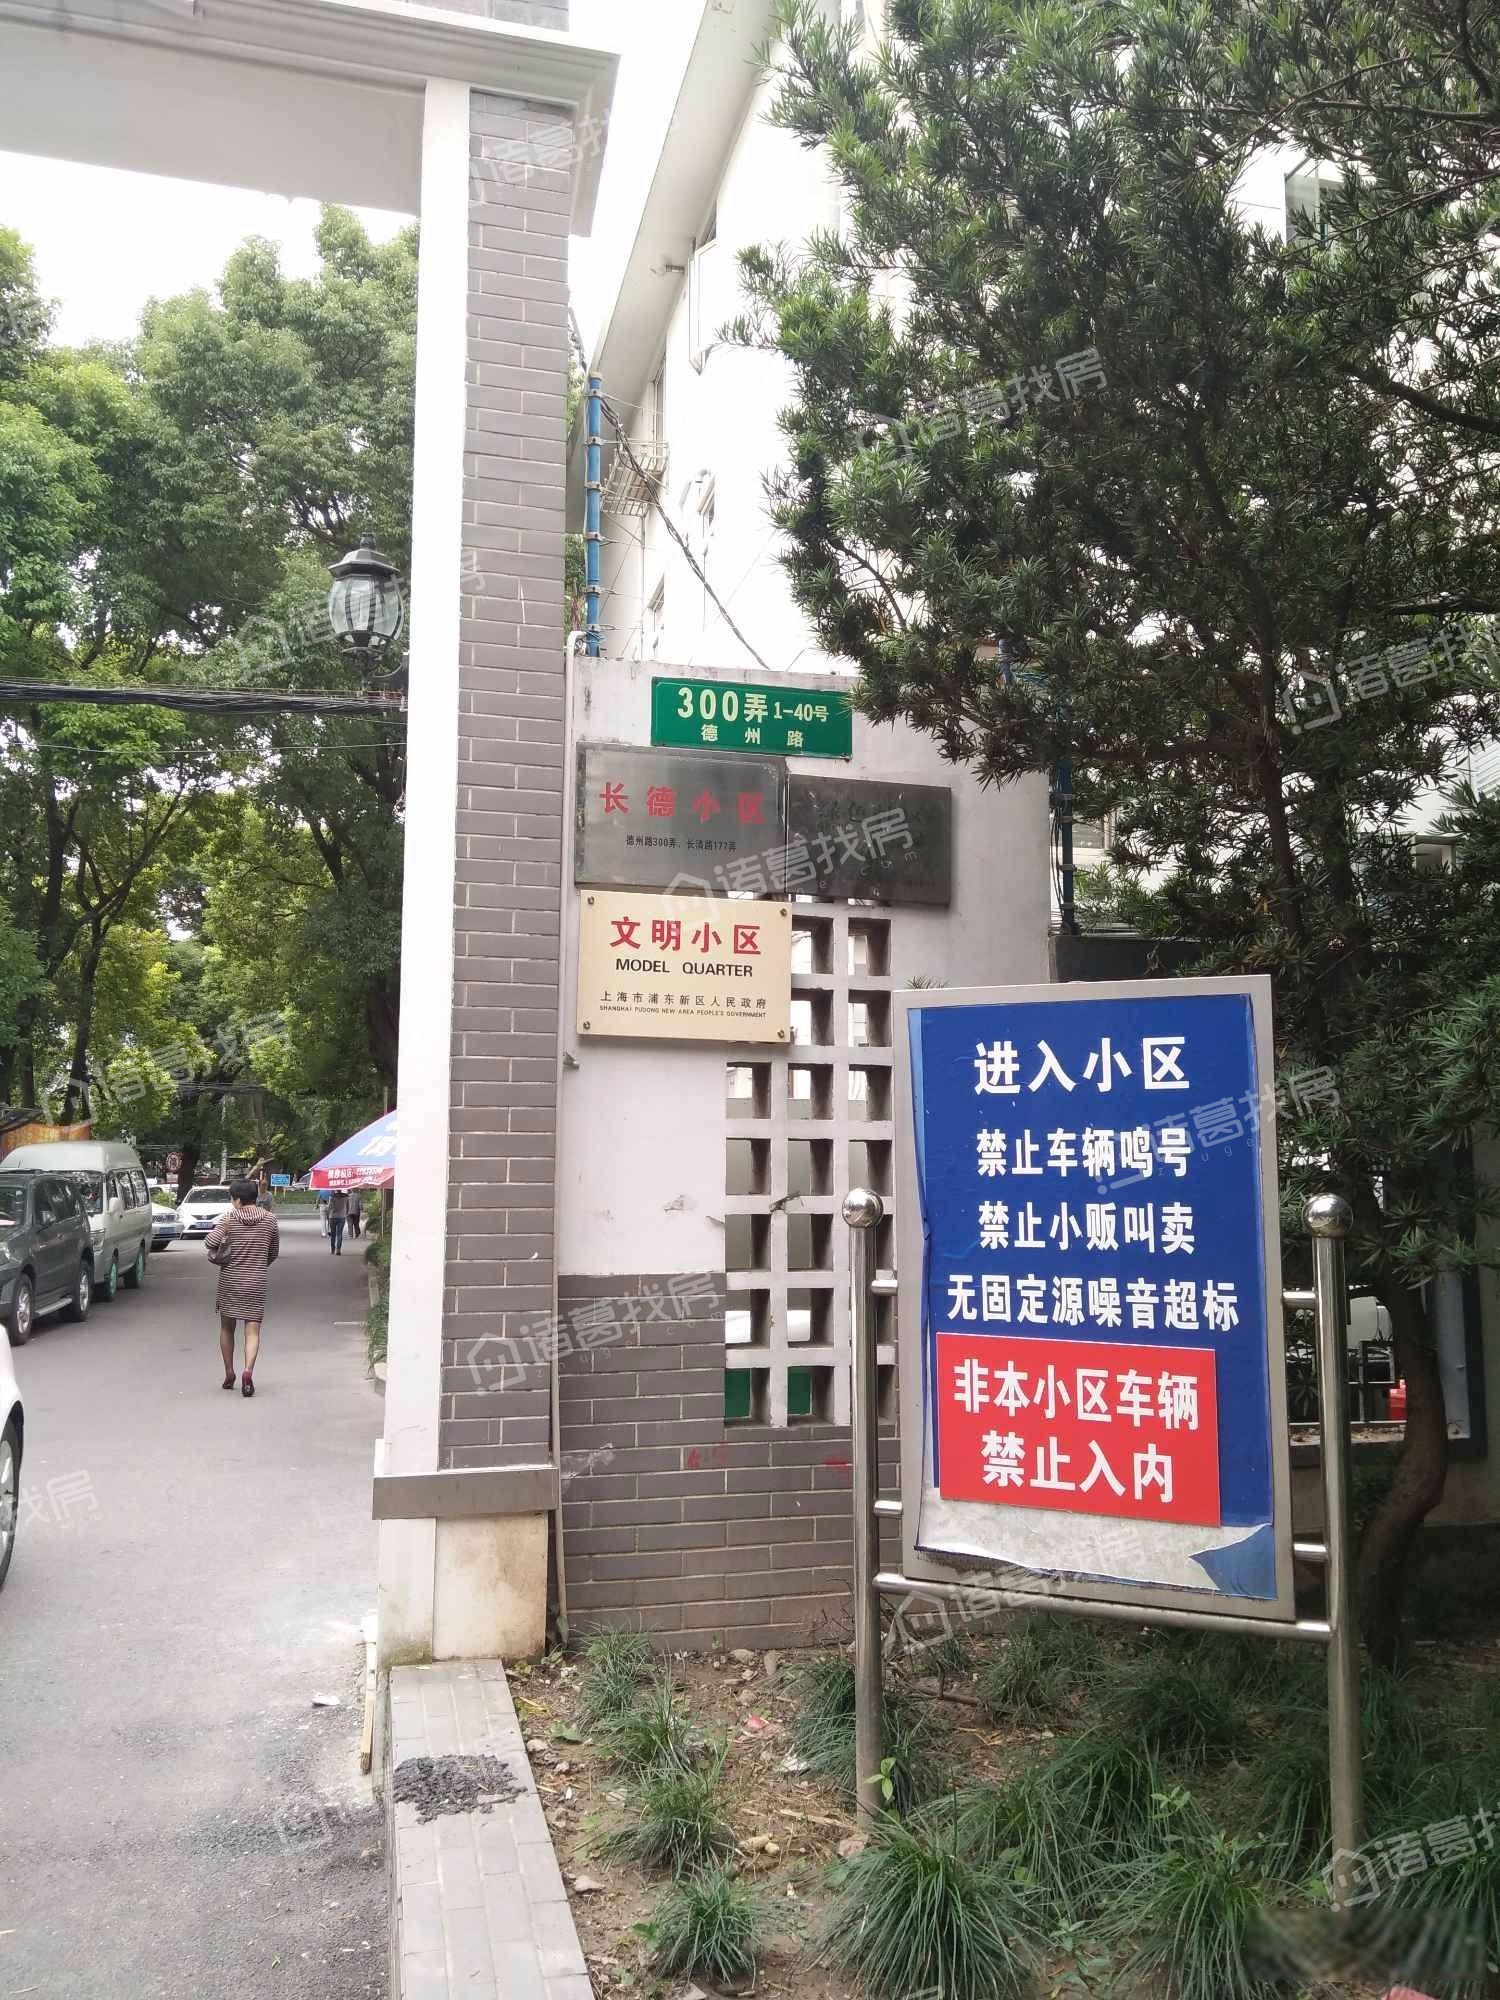 300弄 1-40号
德州路
长德小区
德州路300弄、长清路177弄
文明小区
MODEL QUARTER
上海市浦东新区人民政府
SHANGHAI PUDONG NEW AREA PEOPLE'S GOVERNMENT
进入小区
禁止车辆鸣号
禁止小贩叫卖
无固定源噪音超标
非本小区车辆
禁止入内
诸葛找房